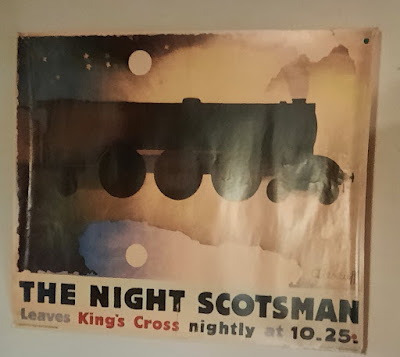 THE NIGHT SCOTSMAN
Leaves King's Cross nightly at 10.25.